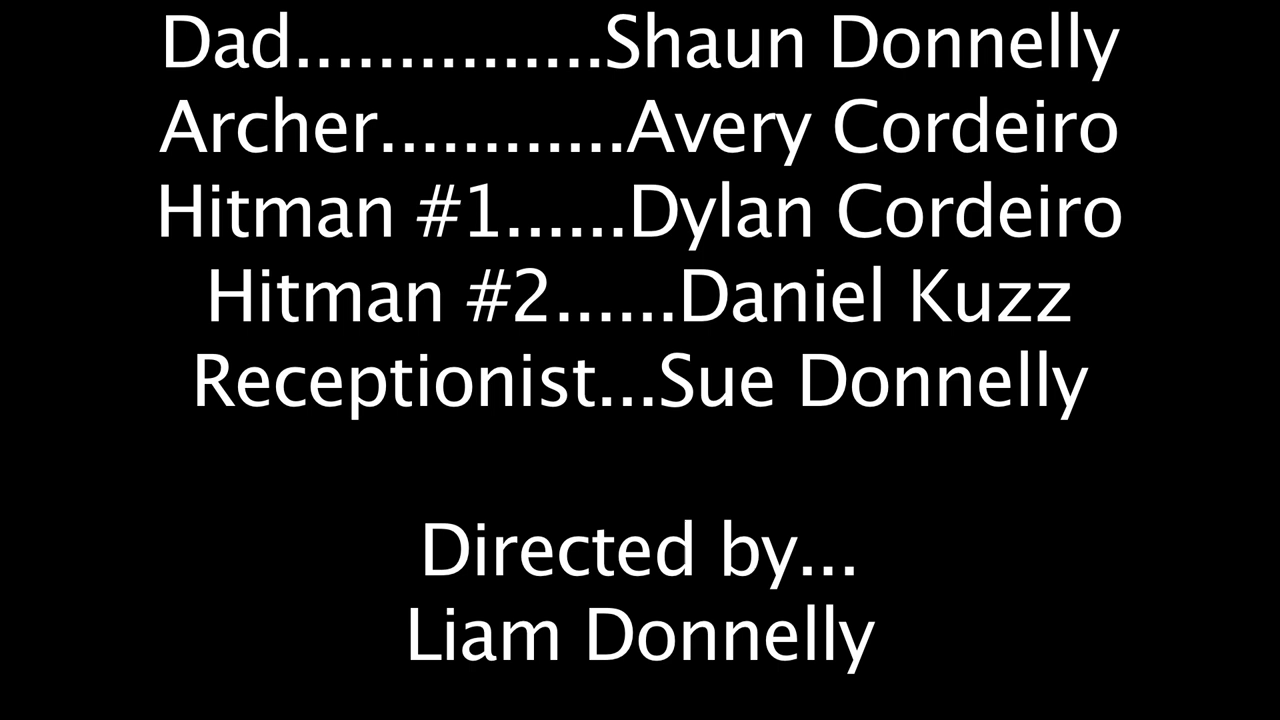 Dad...............Shaun Donnelly
Archer............Avery Cordeiro
Hitman #1......Dylan Cordeiro
Hitman #2......Daniel Kuzz
Receptionist...Sue Donnelly
Directed by...
Liam Donnelly